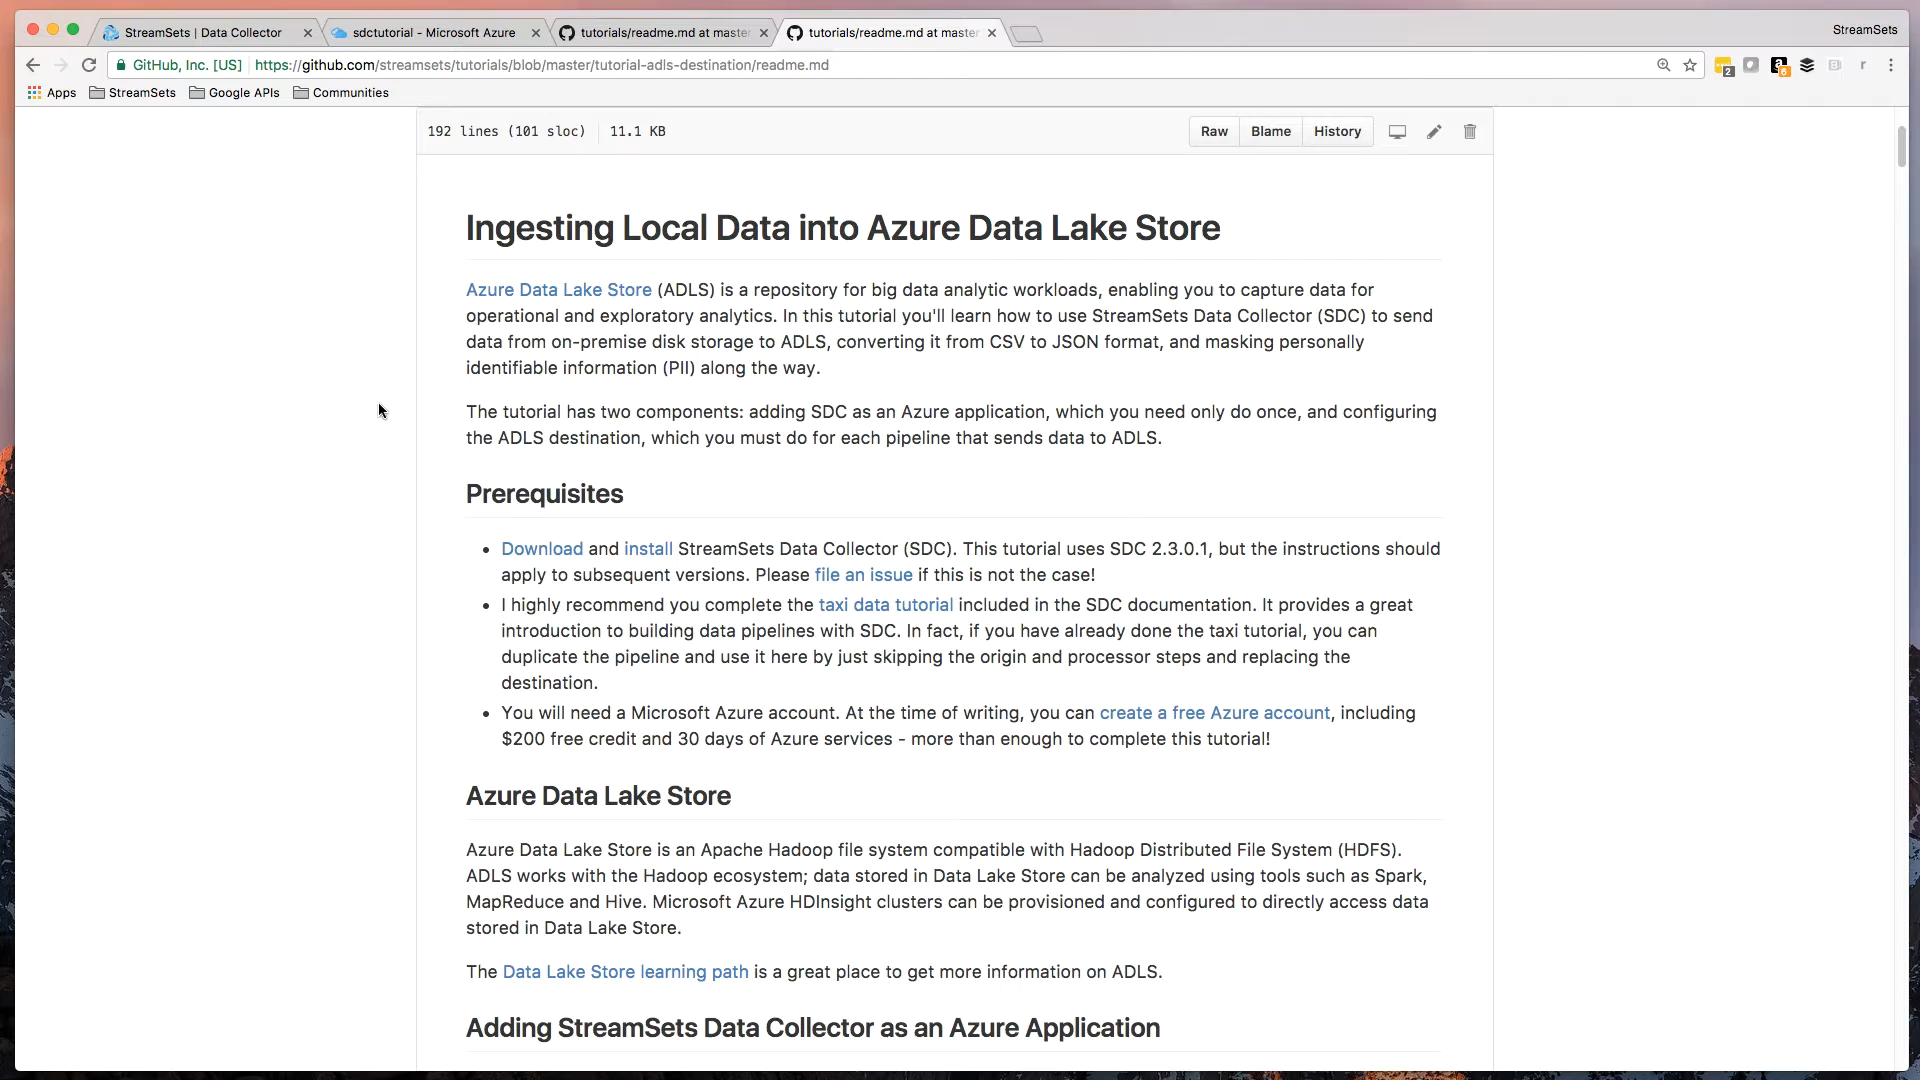 StreamSets | Data Collector
sdctutorial - Microsoft Azure
tutorials/readme.md at master
tutorials/readme.md at master
StreamSets
GitHub, Inc. [US] https://github.com/streamsets/tutorials/blob/master/tutorial-adls-destination/readme.md
Apps StreamSets Google APIs Communities
192 lines (101 sloc) 11.1 KB
Raw Blame History
Ingesting Local Data into Azure Data Lake Store
Azure Data Lake Store (ADLS) is a repository for big data analytic workloads, enabling you to capture data for
operational and exploratory analytics. In this tutorial you'll learn how to use StreamSets Data Collector (SDC) to send
data from on-premise disk storage to ADLS, converting it from CSV to JSON format, and masking personally
identifiable information (PII) along the way.
The tutorial has two components: adding SDC as an Azure application, which you need only do once, and configuring
the ADLS destination, which you must do for each pipeline that sends data to ADLS.
Prerequisites
• Download and install StreamSets Data Collector (SDC). This tutorial uses SDC 2.3.0.1, but the instructions should
apply to subsequent versions. Please file an issue if this is not the case!
• I highly recommend you complete the taxi data tutorial included in the SDC documentation. It provides a great
introduction to building data pipelines with SDC. In fact, if you have already done the taxi tutorial, you can
duplicate the pipeline and use it here by just skipping the origin and processor steps and replacing the
destination.
• You will need a Microsoft Azure account. At the time of writing, you can create a free Azure account, including
$200 free credit and 30 days of Azure services - more than enough to complete this tutorial!
Azure Data Lake Store
Azure Data Lake Store is an Apache Hadoop file system compatible with Hadoop Distributed File System (HDFS).
ADLS works with the Hadoop ecosystem; data stored in Data Lake Store can be analyzed using tools such as Spark,
MapReduce and Hive. Microsoft Azure HDInsight clusters can be provisioned and configured to directly access data
stored in Data Lake Store.
The Data Lake Store learning path is a great place to get more information on ADLS.
Adding StreamSets Data Collector as an Azure Application